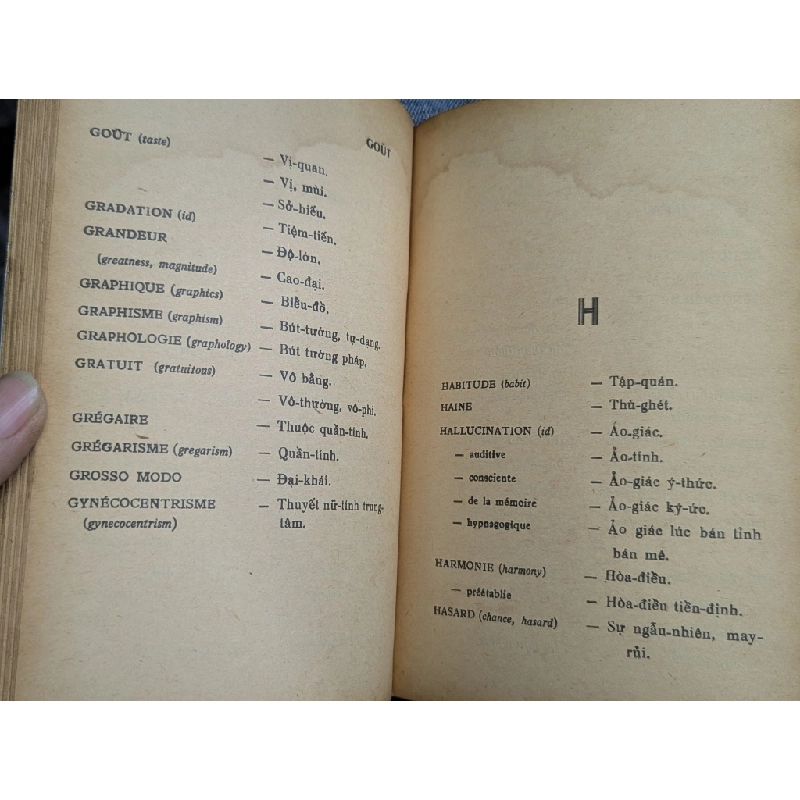 GOÛT
GOÛT (taste) — Vị-quan.
— Vị, mùi.
— Sở-hiếu.
GRADATION (id) — Tiệm-tiến.
GRANDEUR — Độ-lớn.
(greatness, magnitude) — Cao-đại.
GRAPHIQUE (graphics) — Biểu-đồ.
GRAPHISME (graphism) — Bút-tướng, tự-dạng.
GRAPHOLOGIE (graphology) — Bút tướng pháp.
GRATUIT (gratuitous) — Vô bằng.
— Vô-thường, vô-phí.
GRÉGAIRE — Thuộc quần-tính.
GRÉGARISME (gregarism) — Quần-tính.
GROSSO MODO — Đại-khái.
GYNÉCOCENTRISME — Thuyết nữ-tính trung-
(gynecocentrism) tâm.
H
HABITUDE (habit) — Tập-quán.
HAINE — Thù-ghét.
HALLUCINATION (id) — Ảo-giác.
— auditive — Ảo-tính.
— consciente — Ảo-giác ý-thức.
— de la mémoire — Ảo-giác ký-ức.
— hypnagogique — Ảo giác lúc bán tỉnh
bán mê.
HARMONIE (harmony) — Hòa-điều.
— préétablie — Hòa-điều tiền-định.
HASARD (chance, hasard) — Sự ngẫu-nhiên, may-
rủi.